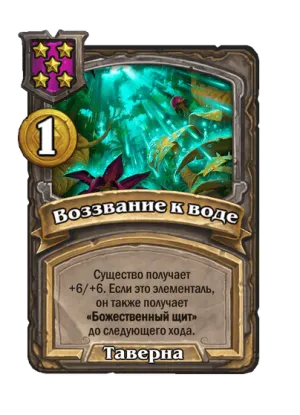 1
Воззвание к воде
Существо получает
+6/+6. Если это элементаль,
он также получает
«Божественный щит»
до следующего хода.
Таверна